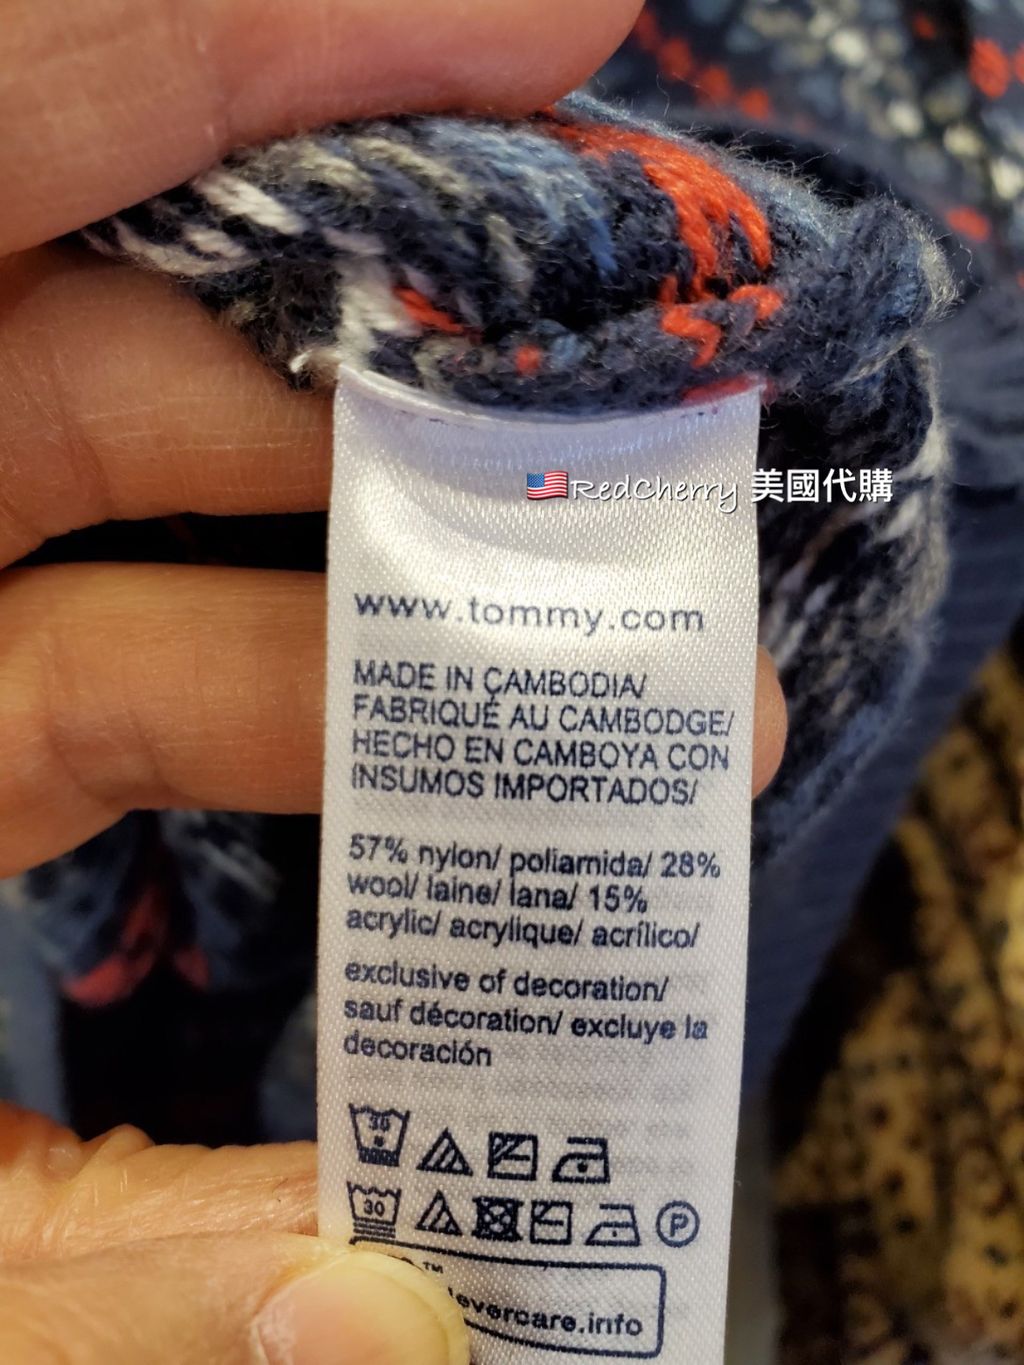 🇺🇸RedCherry 美國代購
www.tommy.com
MADE IN CAMBODIA/
FABRIQUÉ AU CAMBODGE/
HECHO EN CAMBOYA CON
INSUMOS IMPORTADOS/
57% nylon/ poliamida/ 28%
wool/ laine/ lana/ 15%
acrylic/ acrylique/ acrílico/
exclusive of decoration/
sauf décoration/ excluye la
decoración
30
30 P
™
levercare.info